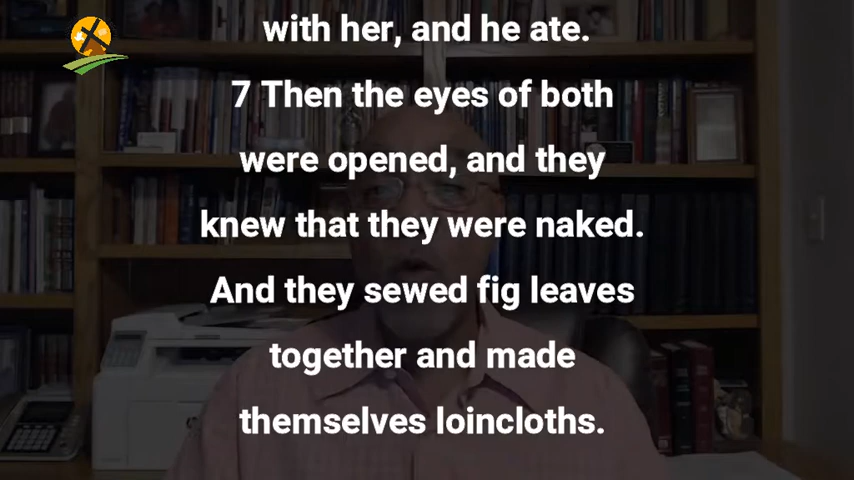 with her, and he ate.
7 Then the eyes of both
were opened, and they
knew that they were naked.
And they sewed fig leaves
together and made
themselves loincloths.